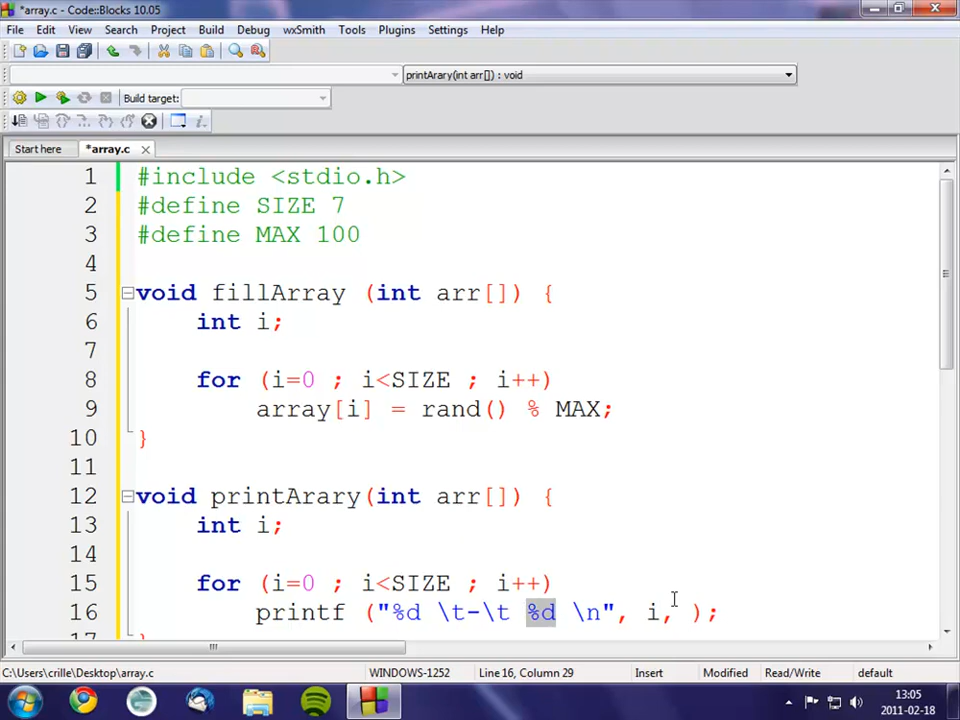 *array.c - Code::Blocks 10.05
File Edit View Search Project Build Debug wxSmith Tools Plugins Settings Help
printArary(int arr[]) : void
Build target:
Start here *array.c
1 #include <stdio.h>
2 #define SIZE 7
3 #define MAX 100
4
5 void fillArray (int arr[]) {
6 int i;
7
8 for (i=0 ; i<SIZE ; i++)
9 array[i] = rand() % MAX;
10 }
11
12 void printArary(int arr[]) {
13 int i;
14
15 for (i=0 ; i<SIZE ; i++)
16 printf ("%d \t-\t %d \n", i, );
C:\Users\crille\Desktop\array.c WINDOWS-1252 Line 16, Column 29 Insert Modified Read/Write default
13:05
2011-02-18